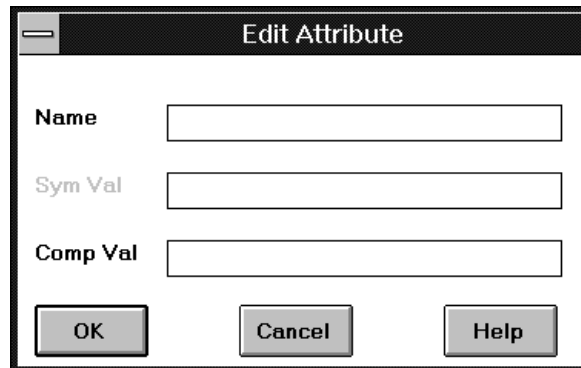 Edit Attribute
Name
Sym Val
Comp Val
OK Cancel Help